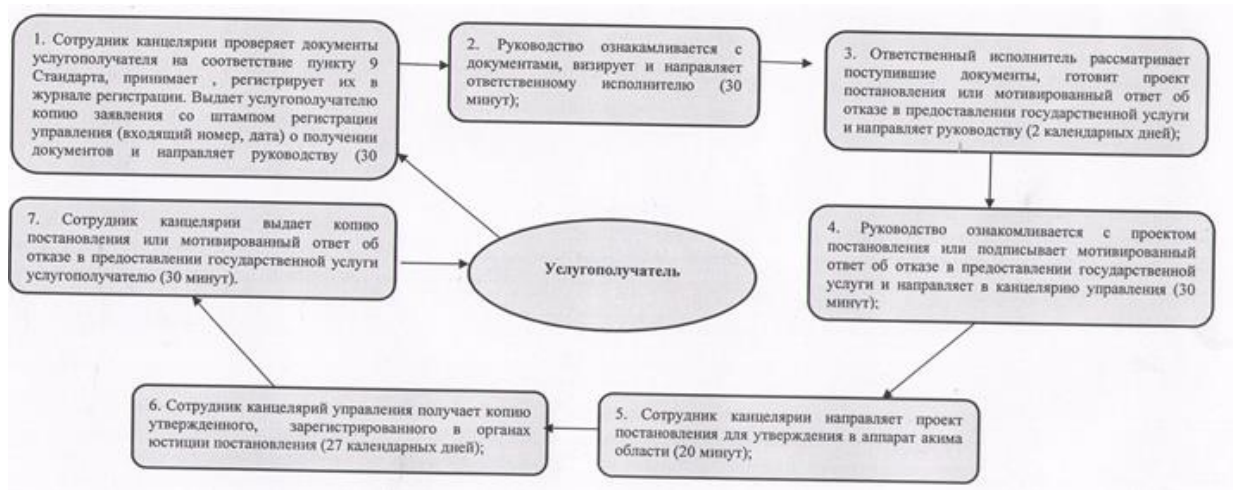 1. Сотрудник канцелярии проверяет документы
услугополучателя на соответствие пункту 9
Стандарта, принимает , регистрирует их в
журнале регистрации. Выдает услугополучателю
копию заявления со штампом регистрации
управления (входящий номер, дата) о получении
документов и направляет руководству (30
2. Руководство ознакамливается с
документами, визирует и направляет
ответственному исполнителю (30
минут);
3. Ответственный исполнитель рассматривает
поступившие документы, готовит проект
постановления или мотивированный ответ об
отказе в предоставлении государственной услуги
и направляет руководству (2 календарных дней);
4. Руководство ознакомливается с проектом
постановления или подписывает мотивированный
ответ об отказе в предоставлении государственной
услуги и направляет в канцелярию управления (30
минут);
5. Сотрудник канцелярии направляет проект
постановления для утверждения в аппарат акима
области (20 минут);
6. Сотрудник канцелярий управления получает копию
утвержденного, зарегистрированного в органах
юстиции постановления (27 календарных дней);
7. Сотрудник канцелярии выдает копию
постановления или мотивированный ответ об
отказе в предоставлении государственной услуги
услугополучателю (30 минут).
Услугополучатель